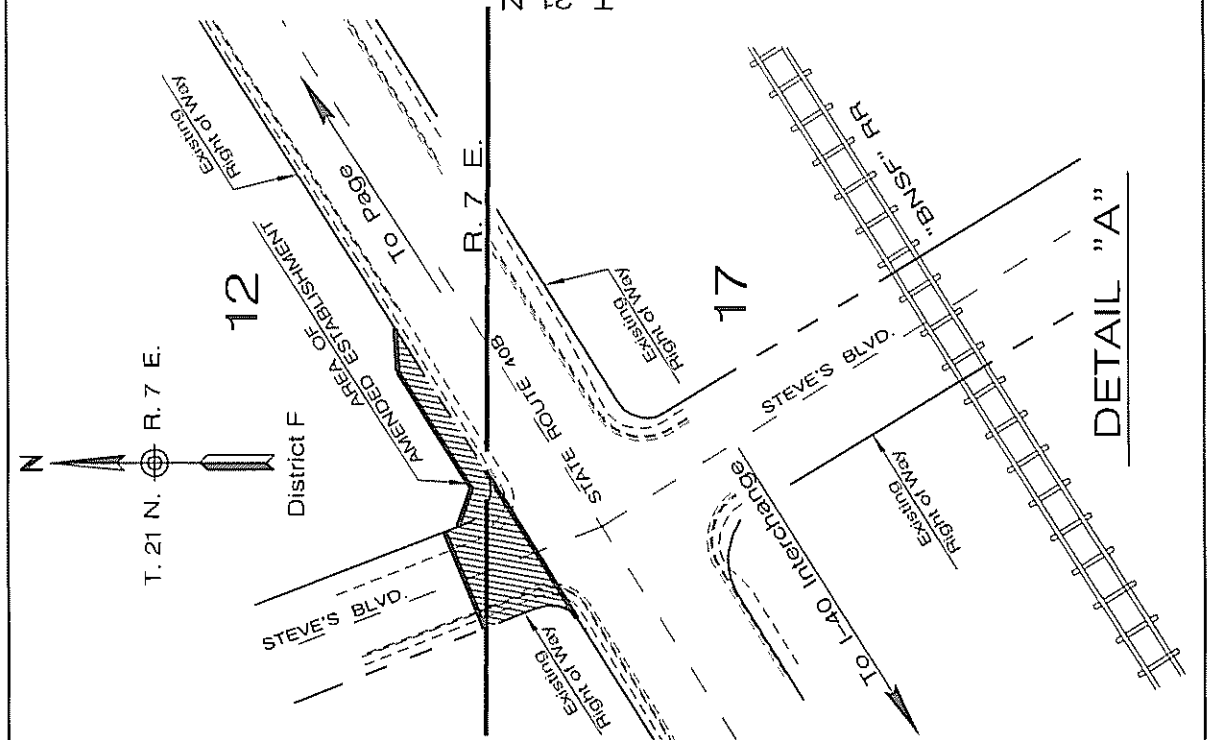 T. 21 N
N
T. 21 N. R. 7 E.
District F
12
Existing
Right of Way
AREA OF
AMENDED ESTABLISHMENT
To Page
R. 7 E.
STEVE'S BLVD.
STATE ROUTE 40B
Existing
Right of Way
17
Existing
Right of Way
STEVE'S BLVD.
"BNSF" RR
To I-40 Interchange
Existing
Right of Way
DETAIL "A"